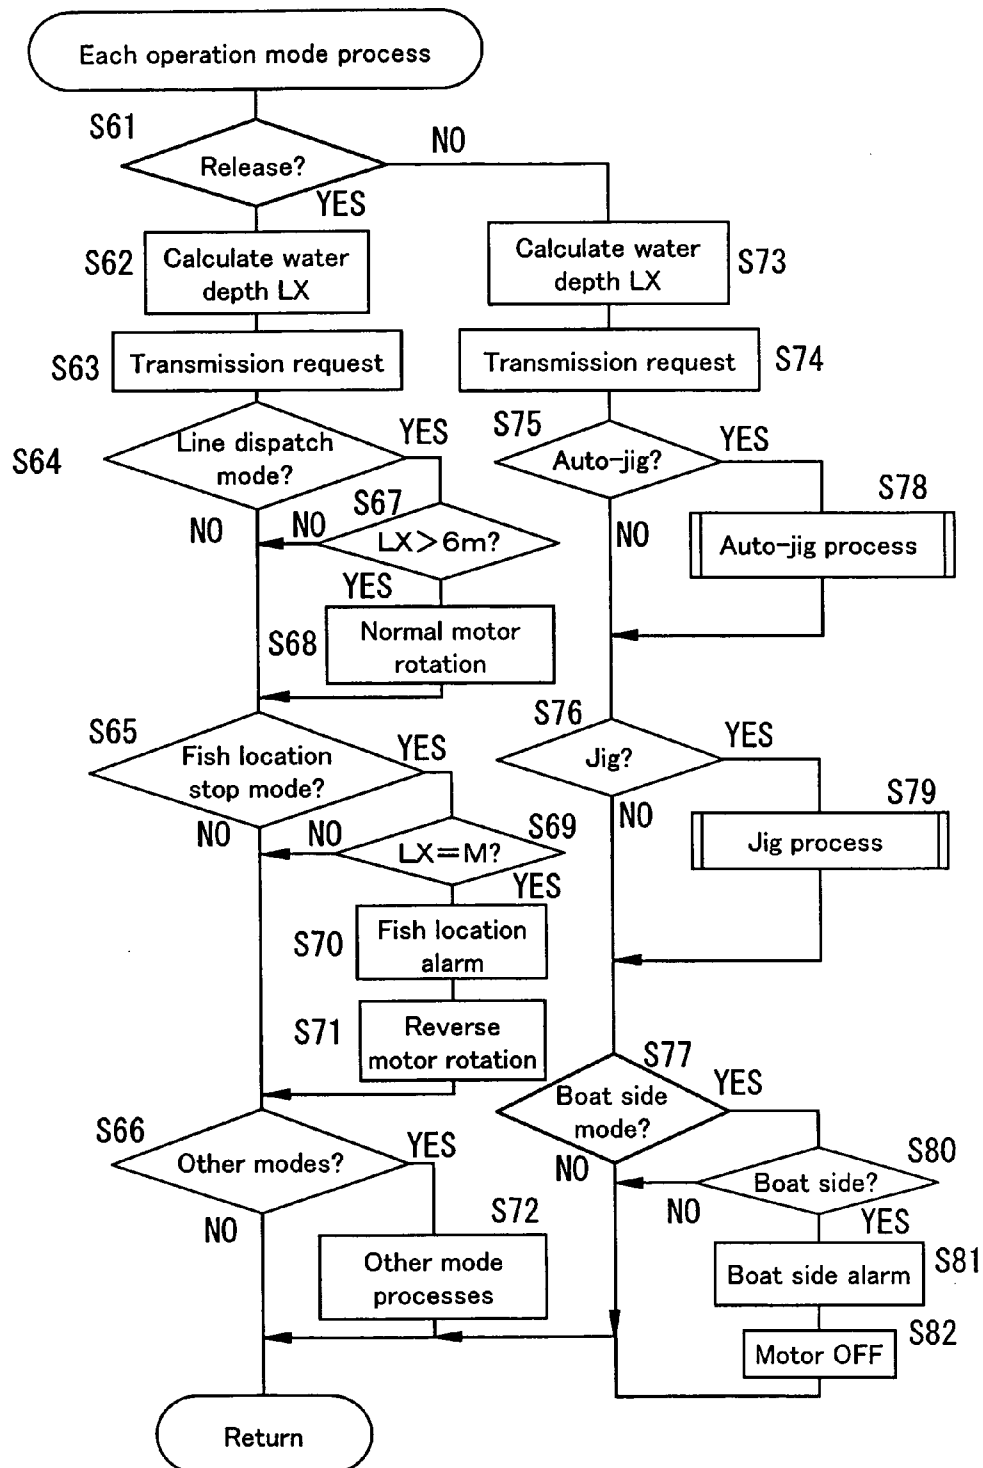 Each operation mode process
S61
Release?
NO
YES
S62
Calculate water
depth LX
S63
Transmission request
S64
Line dispatch
mode?
YES
NO
S67
LX>6m?
NO
YES
S68
Normal motor
rotation
S65
Fish location
stop mode?
YES
NO
S69
LX=M?
NO
YES
S70
Fish location
alarm
S71
Reverse
motor rotation
S66
Other modes?
YES
NO
S72
Other mode
processes
Return
Calculate water
depth LX
S73
Transmission request
S74
S75
Auto-jig?
YES
NO
S78
Auto-jig process
S76
Jig?
YES
NO
S79
Jig process
S77
Boat side
mode?
YES
NO
S80
Boat side?
NO
YES
Boat side alarm
S81
Motor OFF
S82